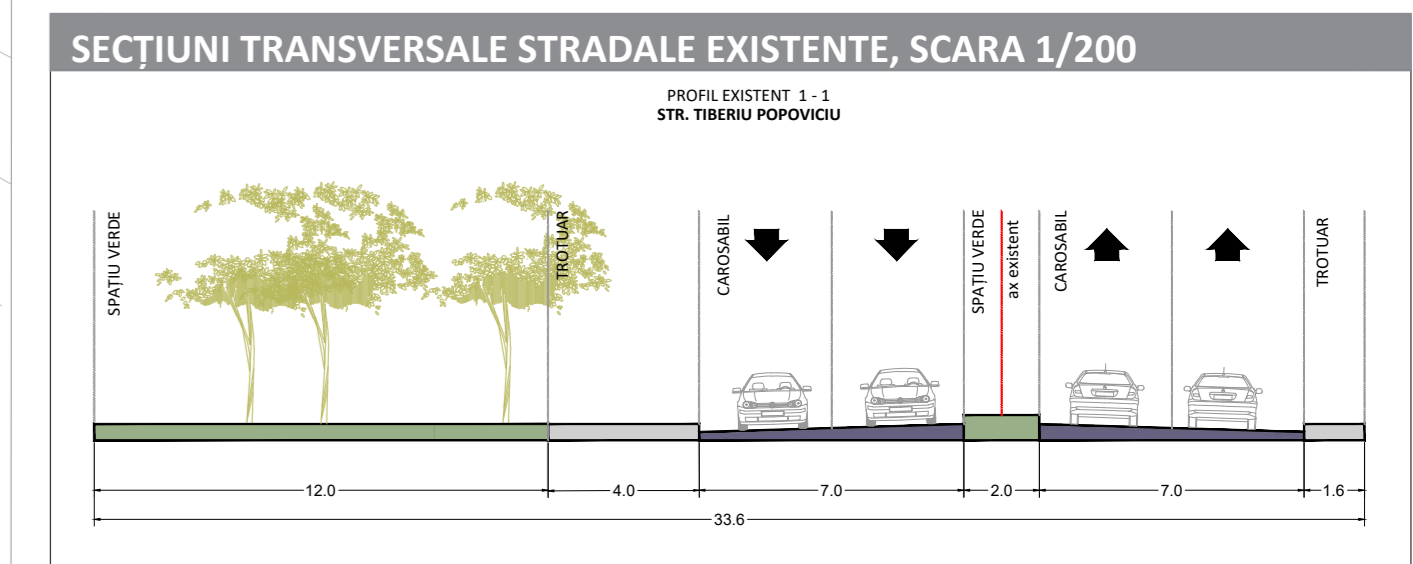 SECȚIUNI TRANSVERSALE STRADALE EXISTENTE, SCARA 1/200
PROFIL EXISTENT 1 - 1
STR. TIBERIU POPOVICIU
SPAȚIU VERDE
TROTUAR
CAROSABIL
SPAȚIU VERDE
ax existent
CAROSABIL
TROTUAR
12.0
4.0
7.0
2.0
7.0
1.6
33.6